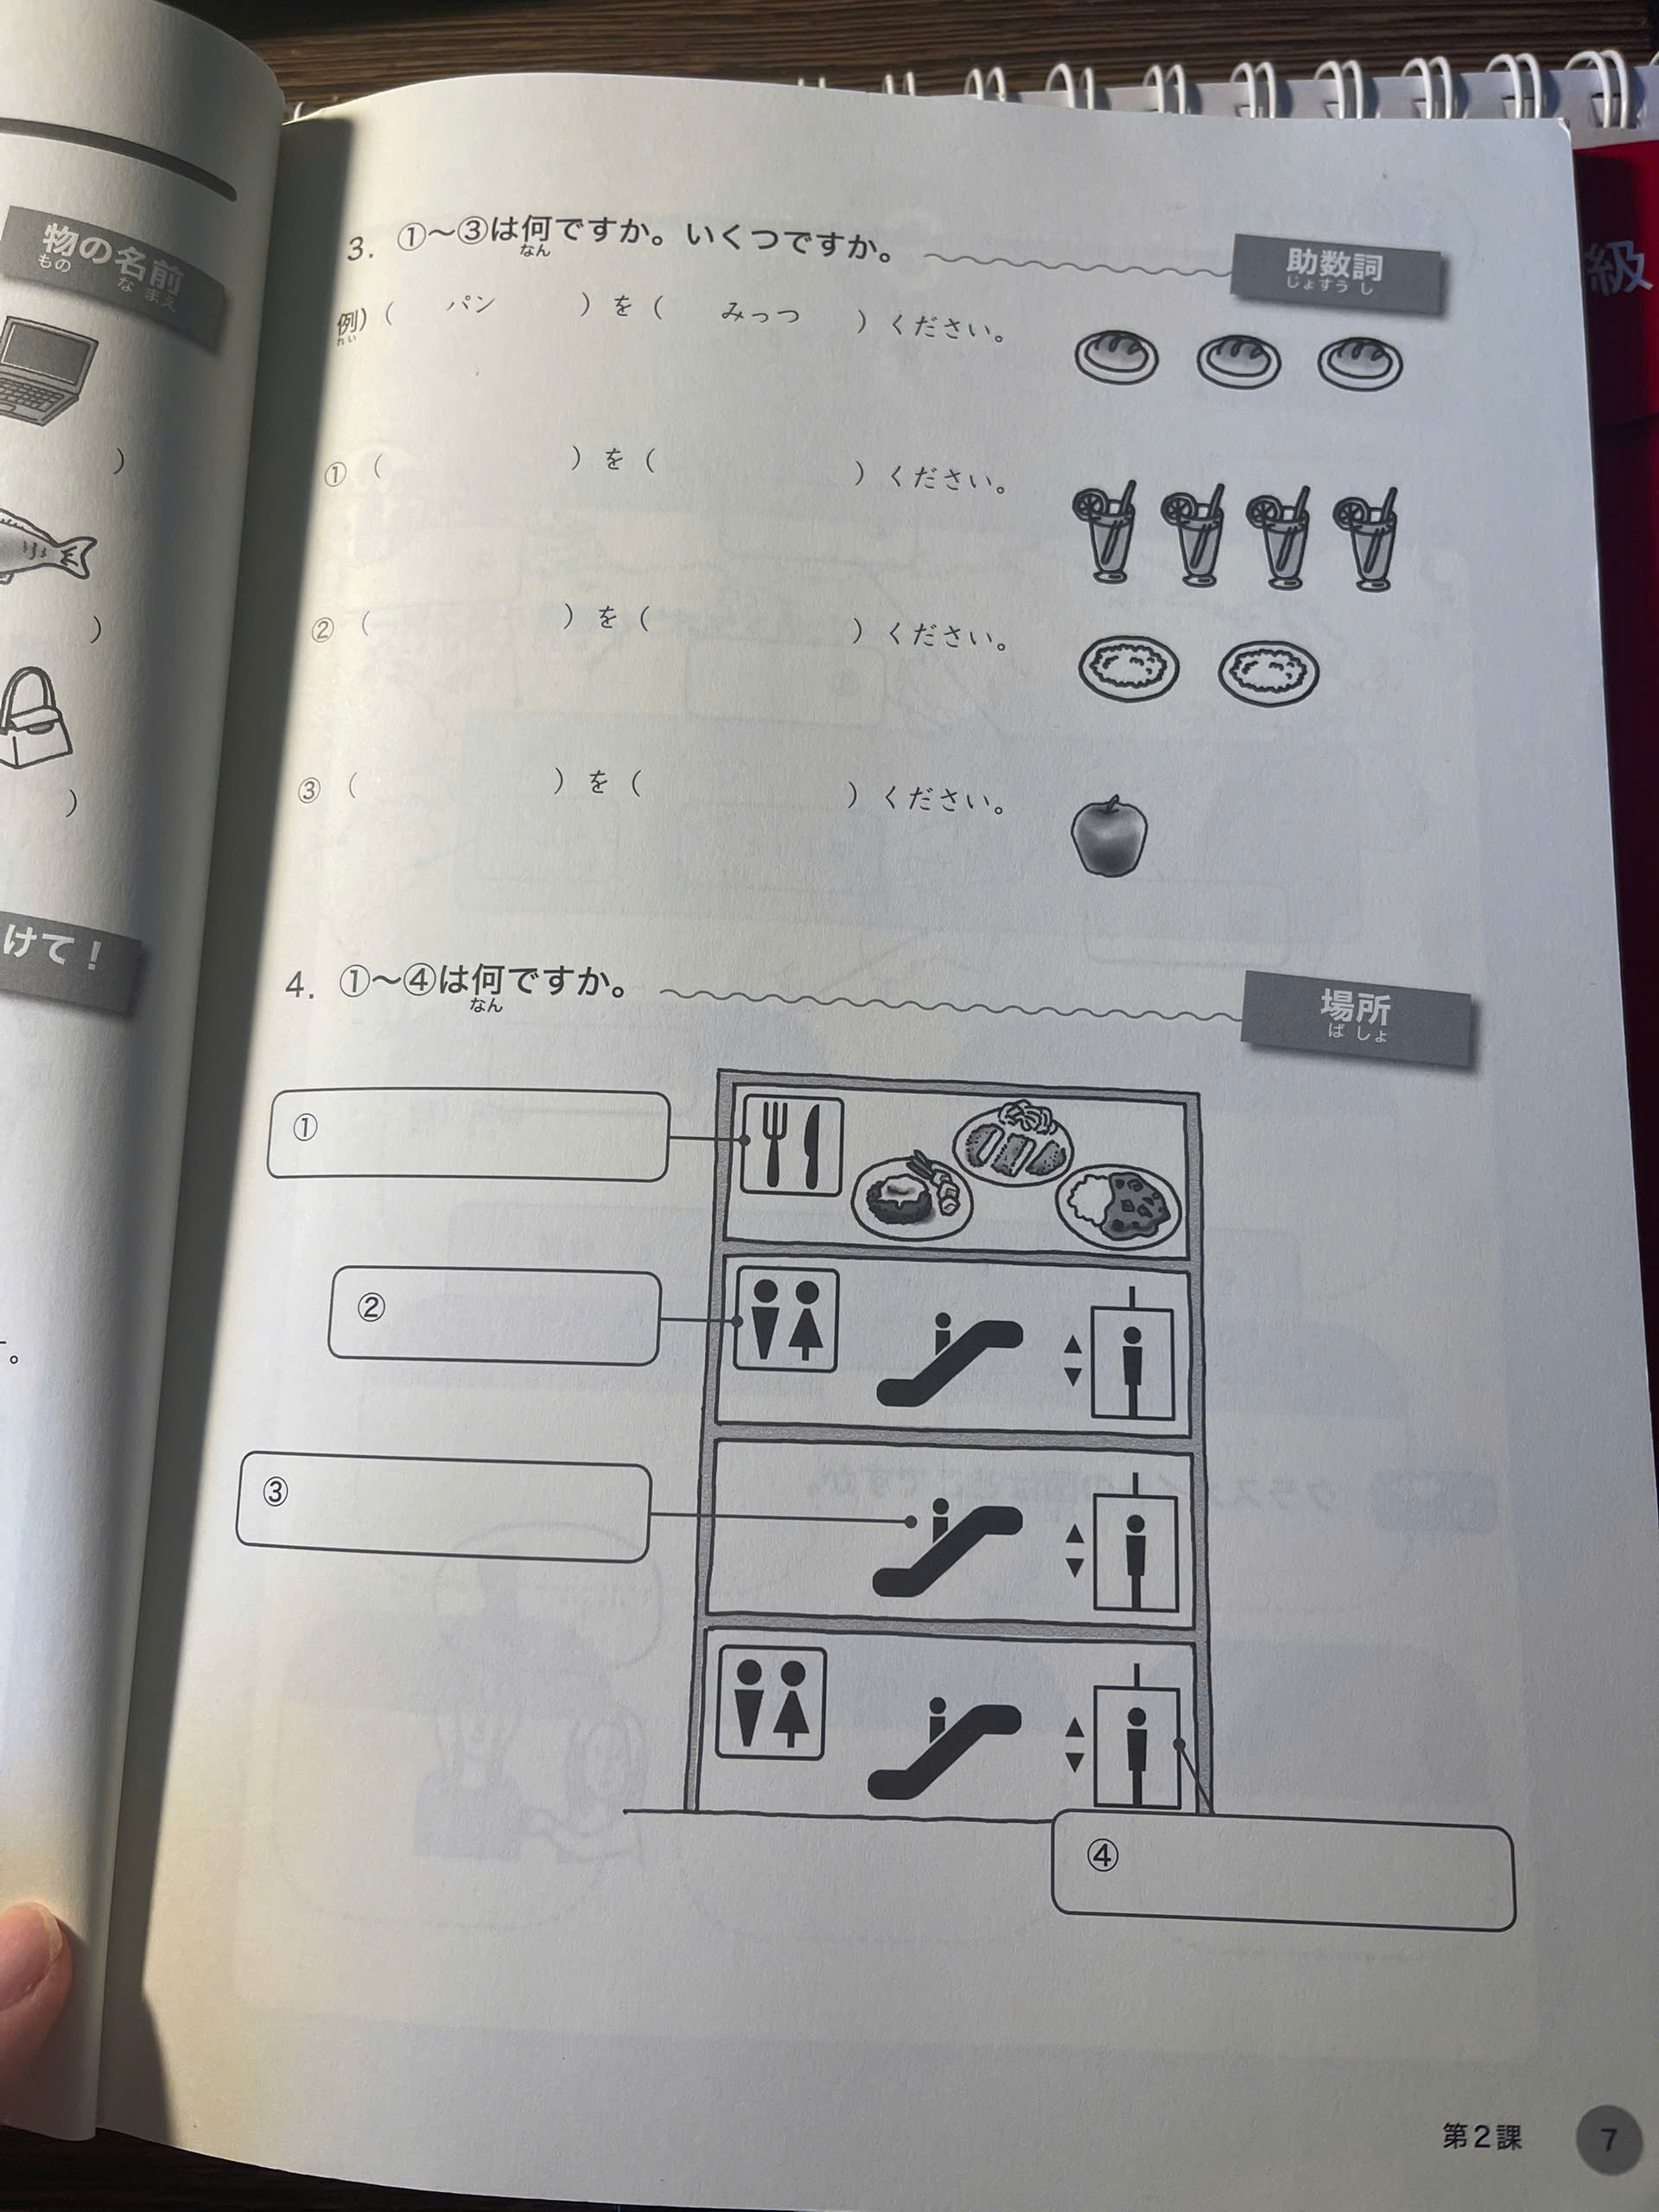 物の名前
もの な まえ
)
)
)
けて！
。
級
3. ①〜③は何ですか。いくつですか。
なん
助数詞
じょすうし
例）（ パン ）を（ みっつ ）ください。
れい
①（ ）を（ ）ください。
②（ ）を（ ）ください。
③（ ）を（ ）ください。
4. ①〜④は何ですか。
なん
場所
ばしょ
①
②
③
④
第2課 7